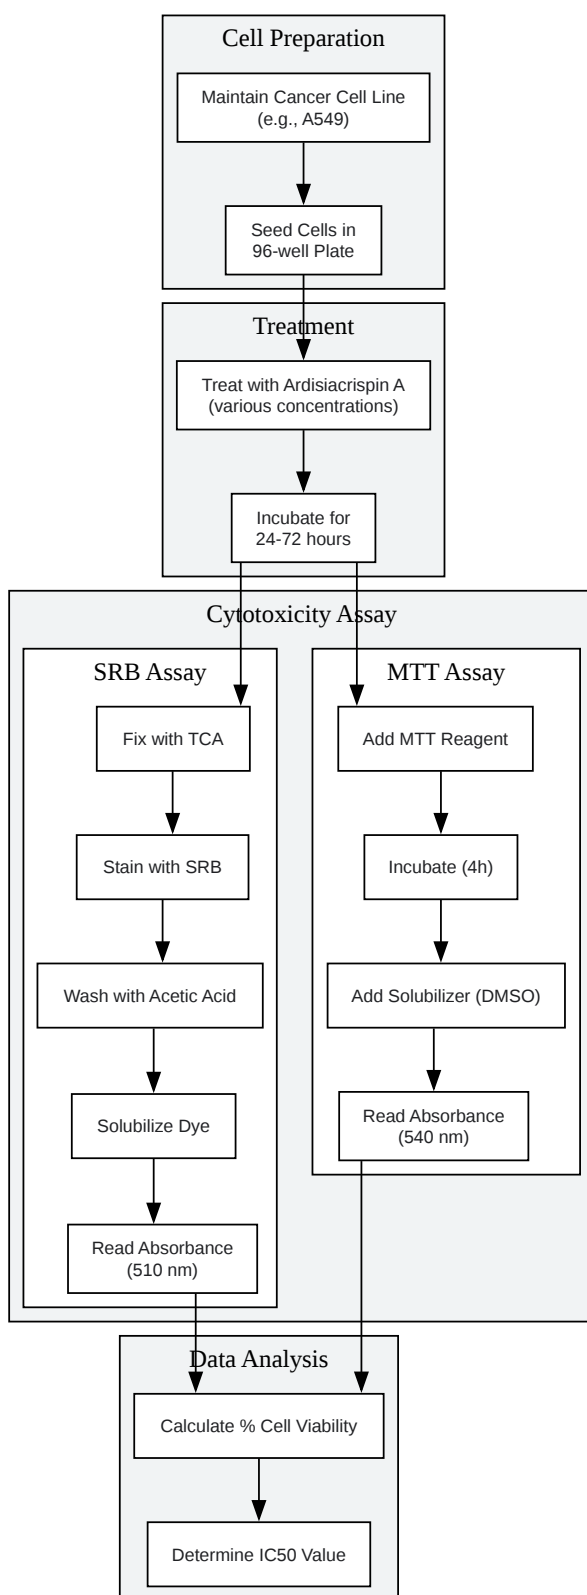 Cell Preparation
Maintain Cancer Cell Line
(e.g., A549)
Seed Cells in
96-well Plate
Treatment
Treat with Ardisiacrispin A
(various concentrations)
Incubate for
24-72 hours
Cytotoxicity Assay
SRB Assay
Fix with TCA
Stain with SRB
Wash with Acetic Acid
Solubilize Dye
Read Absorbance
(510 nm)
MTT Assay
Add MTT Reagent
Incubate (4h)
Add Solubilizer (DMSO)
Read Absorbance
(540 nm)
Data Analysis
Calculate % Cell Viability
Determine IC50 Value